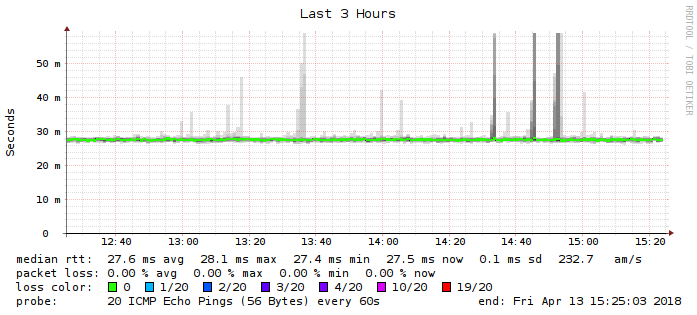 Last 3 Hours
RRDTOOL / TOBI OETIKER
Seconds
50 m
40 m
30 m
20 m
10 m
0
12:40 13:00 13:20 13:40 14:00 14:20 14:40 15:00 15:20
median rtt: 27.6 ms avg 28.1 ms max 27.4 ms min 27.5 ms now 0.1 ms sd 232.7 am/s
packet loss: 0.00 % avg 0.00 % max 0.00 % min 0.00 % now
loss color: 0 1/20 2/20 3/20 4/20 10/20 19/20
probe: 20 ICMP Echo Pings (56 Bytes) every 60s end: Fri Apr 13 15:25:03 2018